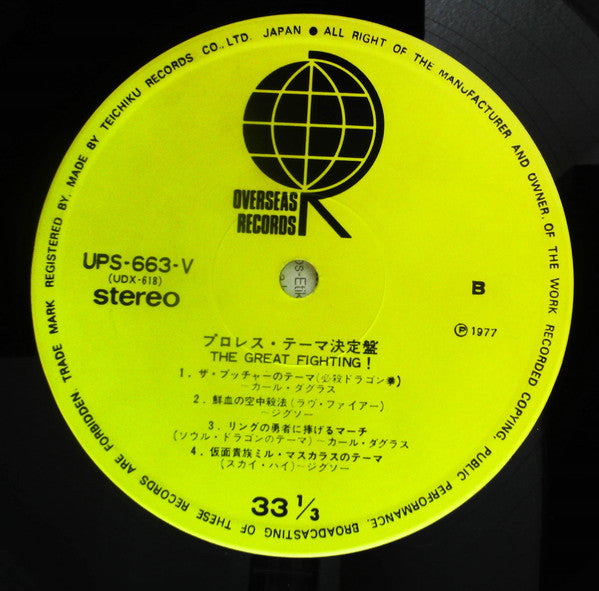 TRADE MARK REGISTERED BY. MADE BY TEICHIKU RECORDS CO., LTD. JAPAN ● ALL RIGHT OF THE MANUFACTURER AND OWNER. OF THE WORK RECORDED COPYING. PUBLIC PERFORMANCE. BROADCASTING OF THESE RECORDS ARE FORBIDDEN.
OVERSEAS
RECORDS
UPS-663-V
(UDX-618)
stereo
B
Ⓟ 1977
プロレス・テーマ決定盤
THE GREAT FIGHTING!
1. ザ・ブッチャーのテーマ(必殺ドラゴン拳)
〜カール・ダグラス
2. 鮮血の空中殺法(ラヴ・ファイアー)
〜ジグソー
3. リングの勇者に捧げるマーチ
(ソウル・ドラゴンのテーマ)〜カール・ダグラス
4. 仮面貴族ミル・マスカラスのテーマ
(スカイ・ハイ)〜ジグソー
33 1/3